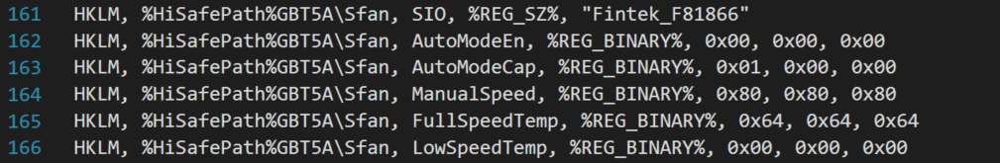 161 HKLM, %HiSafePath%GBT5A\Sfan, SIO, %REG_SZ%, "Fintek_F81866"
162 HKLM, %HiSafePath%GBT5A\Sfan, AutoModeEn, %REG_BINARY%, 0x00, 0x00, 0x00
163 HKLM, %HiSafePath%GBT5A\Sfan, AutoModeCap, %REG_BINARY%, 0x01, 0x00, 0x00
164 HKLM, %HiSafePath%GBT5A\Sfan, ManualSpeed, %REG_BINARY%, 0x80, 0x80, 0x80
165 HKLM, %HiSafePath%GBT5A\Sfan, FullSpeedTemp, %REG_BINARY%, 0x64, 0x64, 0x64
166 HKLM, %HiSafePath%GBT5A\Sfan, LowSpeedTemp, %REG_BINARY%, 0x00, 0x00, 0x00